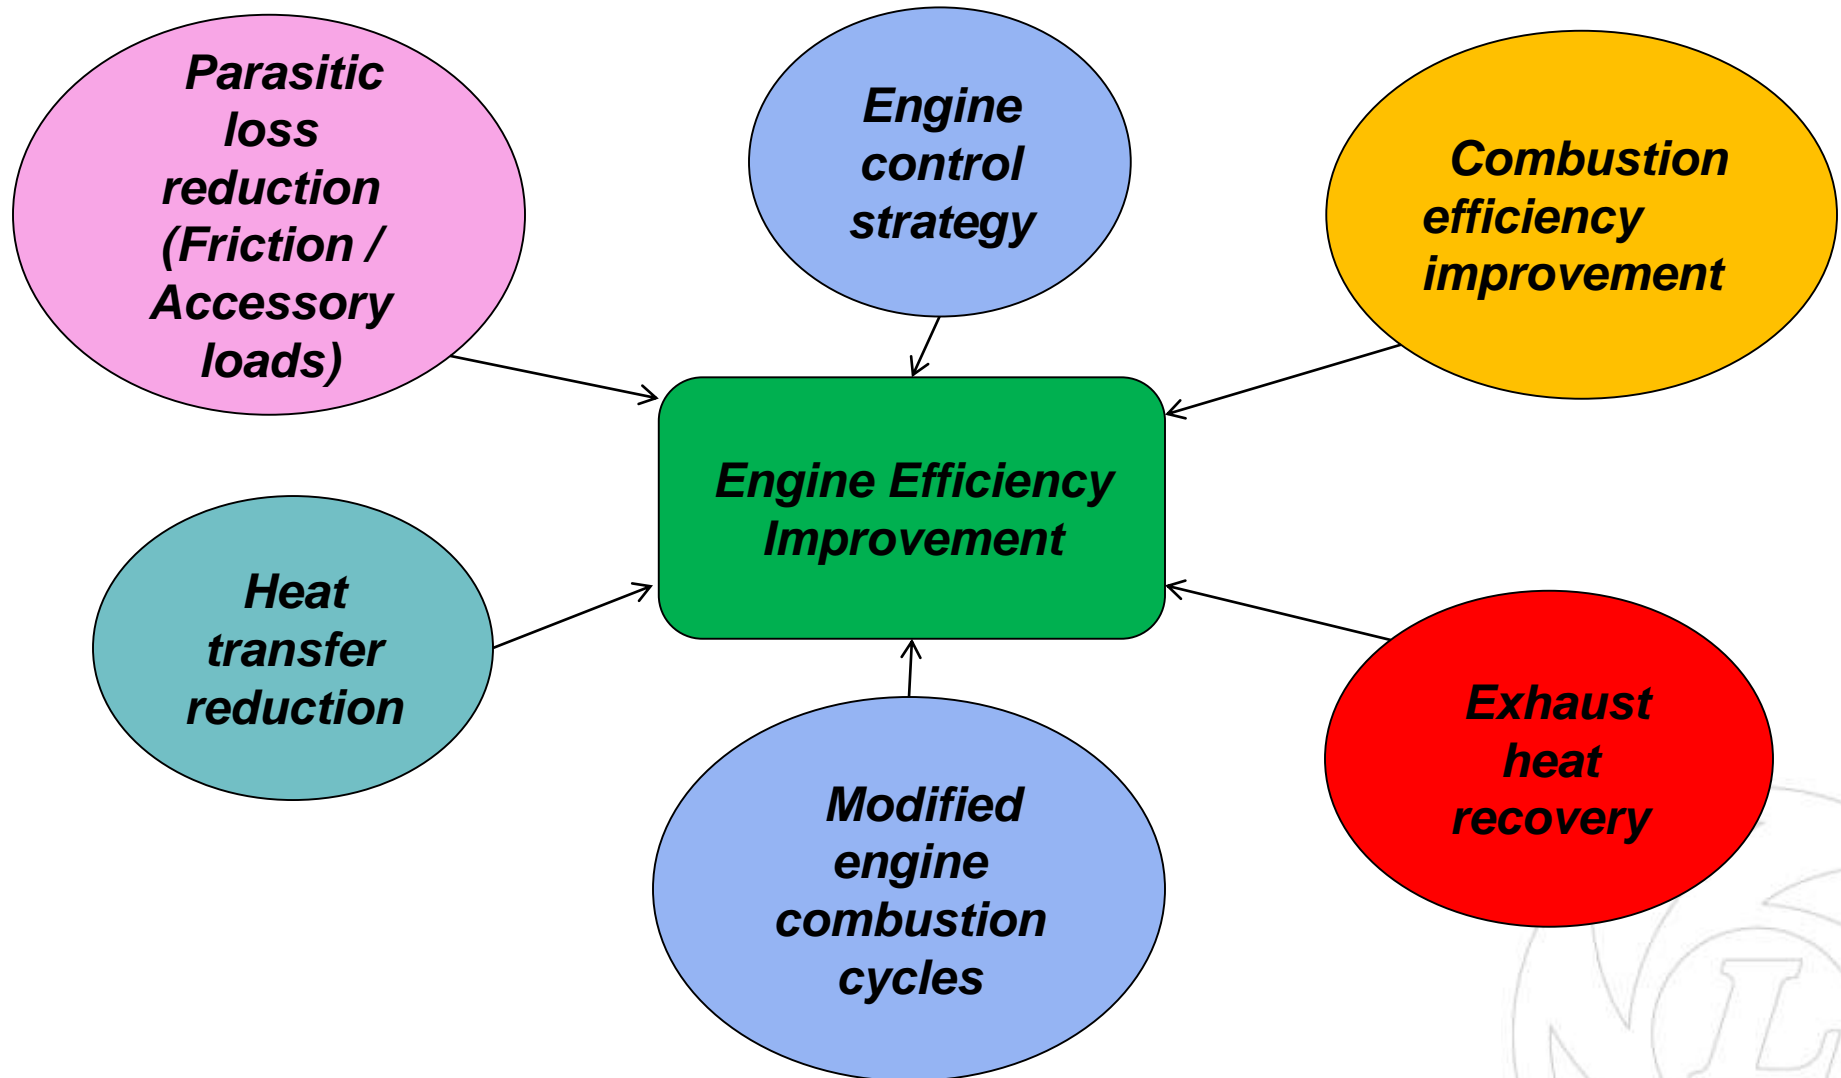 Parasitic
loss
reduction
(Friction /
Accessory
loads)
Engine
control
strategy
Combustion
efficiency
improvement
Engine Efficiency
Improvement
Heat
transfer
reduction
Modified
engine
combustion
cycles
Exhaust
heat
recovery
L